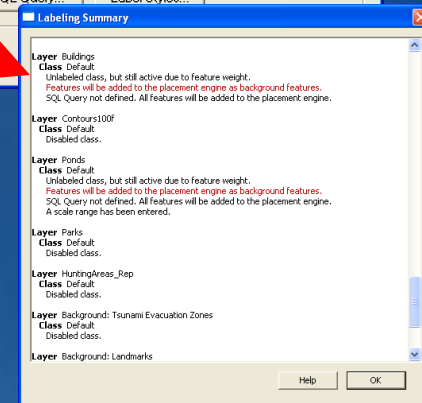 Labeling Summary
Layer Buildings
Class Default
Unlabeled class, but still active due to feature weight.
Features will be added to the placement engine as background features.
SQL Query not defined. All features will be added to the placement engine.
Layer Contours100f
Class Default
Disabled class.
Layer Ponds
Class Default
Unlabeled class, but still active due to feature weight.
Features will be added to the placement engine as background features.
SQL Query not defined. All features will be added to the placement engine.
A scale range has been entered.
Layer Parks
Class Default
Disabled class.
Layer HuntingAreas_Rep
Class Default
Disabled class.
Layer Background: Tsunami Evacuation Zones
Class Default
Disabled class.
Layer Background: Landmarks
Help OK